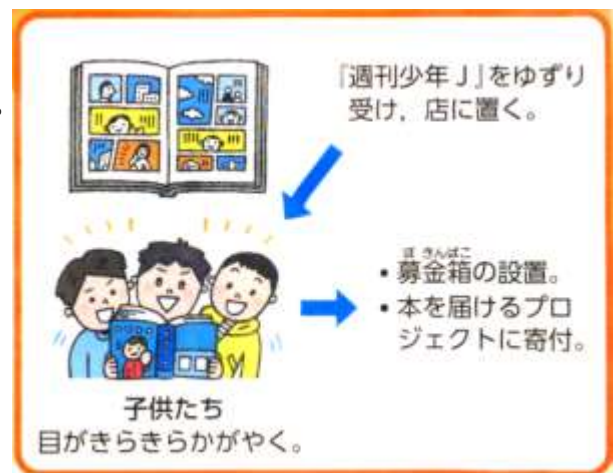 『週刊少年J』をゆずり
受け，店に置く。
ぼきんばこ
・募金箱の設置。
・本を届けるプロ
ジェクトに寄付。
子供たち
目がきらきらかがやく。